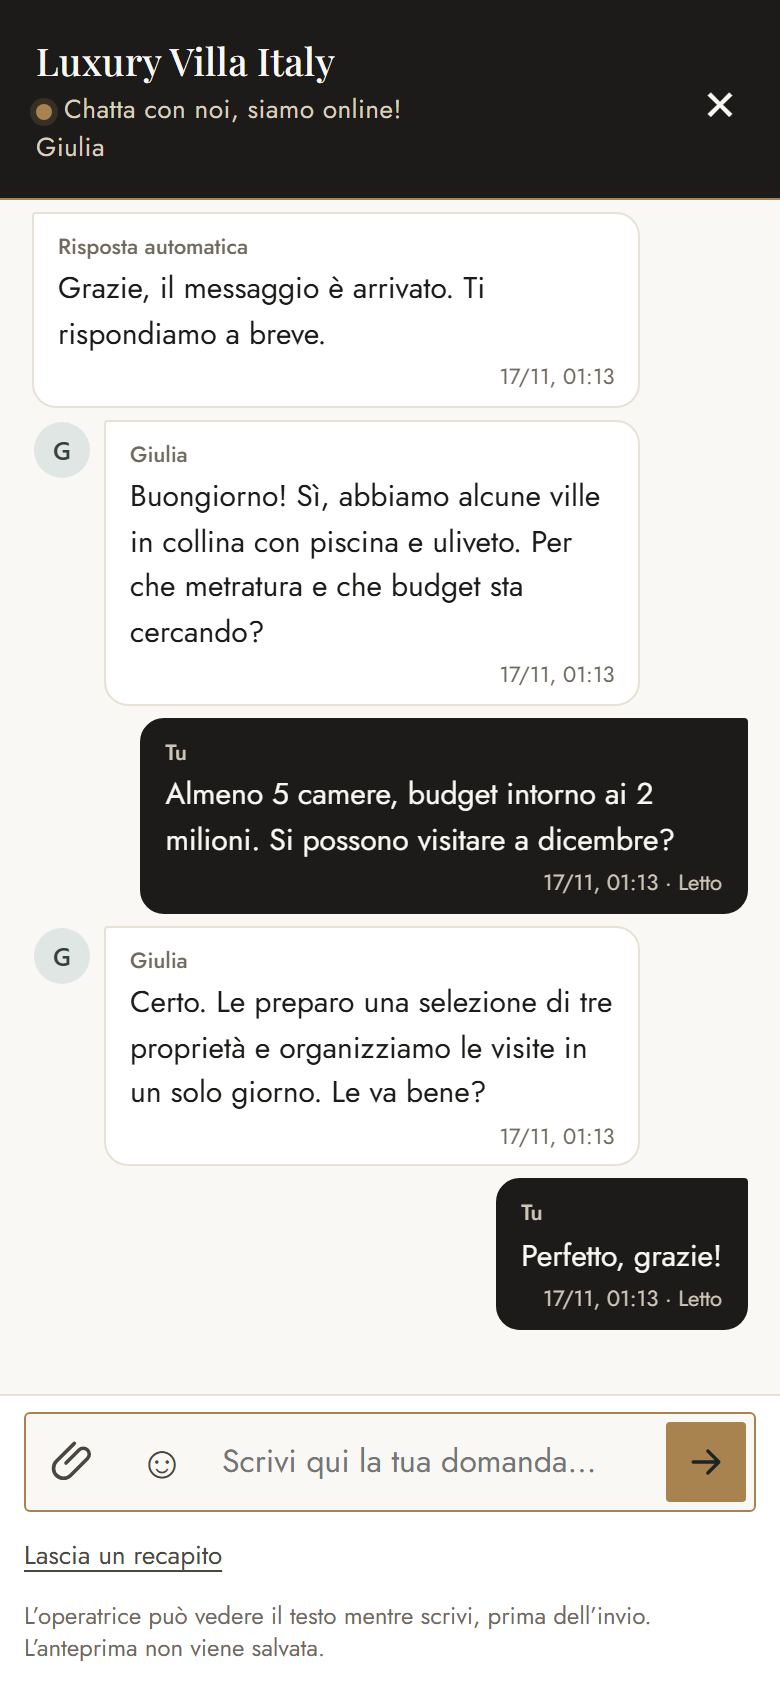 Luxury Villa Italy
Chatta con noi, siamo online!
Giulia
Risposta automatica
Grazie, il messaggio è arrivato. Ti
rispondiamo a breve.
17/11, 01:13
G
Giulia
Buongiorno! Sì, abbiamo alcune ville
in collina con piscina e uliveto. Per
che metratura e che budget sta
cercando?
17/11, 01:13
Tu
Almeno 5 camere, budget intorno ai 2
milioni. Si possono visitare a dicembre?
17/11, 01:13 · Letto
G
Giulia
Certo. Le preparo una selezione di tre
proprietà e organizziamo le visite in
un solo giorno. Le va bene?
17/11, 01:13
Tu
Perfetto, grazie!
17/11, 01:13 · Letto
Scrivi qui la tua domanda...
Lascia un recapito
L’operatrice può vedere il testo mentre scrivi, prima dell’invio.
L’anteprima non viene salvata.